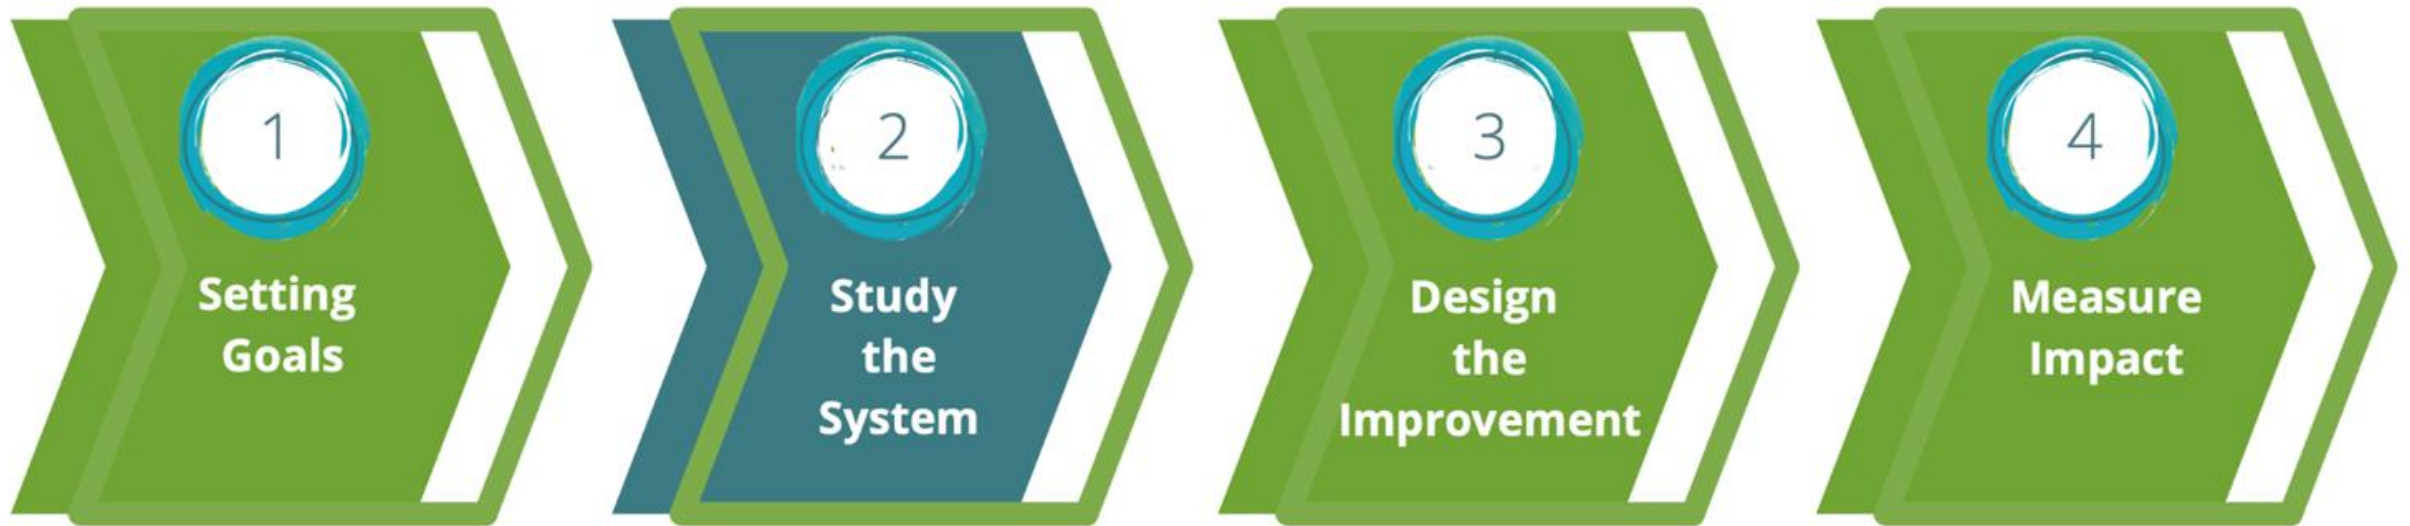 1
Setting
Goals
2
Study
the
System
3
Design
the
Improvement
4
Measure
Impact